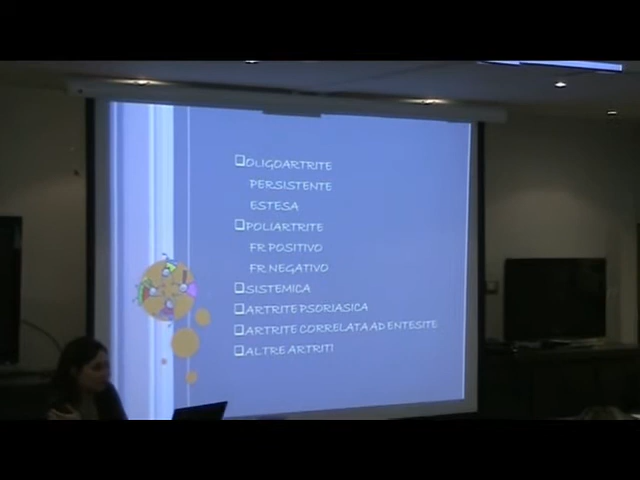 ❑OLIGOARTRITE
PERSISTENTE
ESTESA
❑POLIARTRITE
FR POSITIVO
FR NEGATIVO
❑SISTEMICA
❑ARTRITE PSORIASICA
❑ARTRITE CORRELATA AD ENTESITE
❑ALTRE ARTRITI